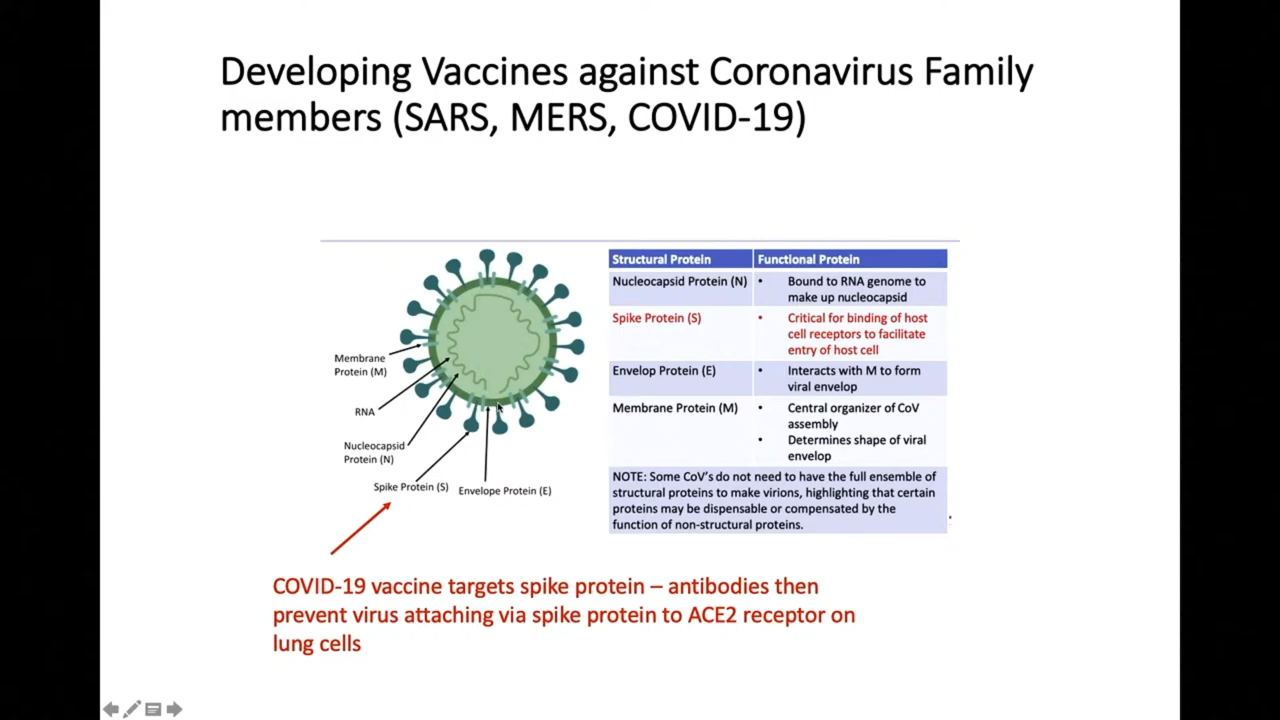 Developing Vaccines against Coronavirus Family
members (SARS, MERS, COVID-19)
Membrane
Protein (M)
RNA
Nucleocapsid
Protein (N)
Spike Protein (S)
Envelope Protein (E)
Structural Protein
Functional Protein
Nucleocapsid Protein (N)
• Bound to RNA genome to
make up nucleocapsid
Spike Protein (S)
• Critical for binding of host
cell receptors to facilitate
entry of host cell
Envelop Protein (E)
• Interacts with M to form
viral envelop
Membrane Protein (M)
• Central organizer of CoV
assembly
• Determines shape of viral
envelop
NOTE: Some CoV's do not need to have the full ensemble of
structural proteins to make virions, highlighting that certain
proteins may be dispensable or compensated by the
function of non-structural proteins.
COVID-19 vaccine targets spike protein – antibodies then
prevent virus attaching via spike protein to ACE2 receptor on
lung cells